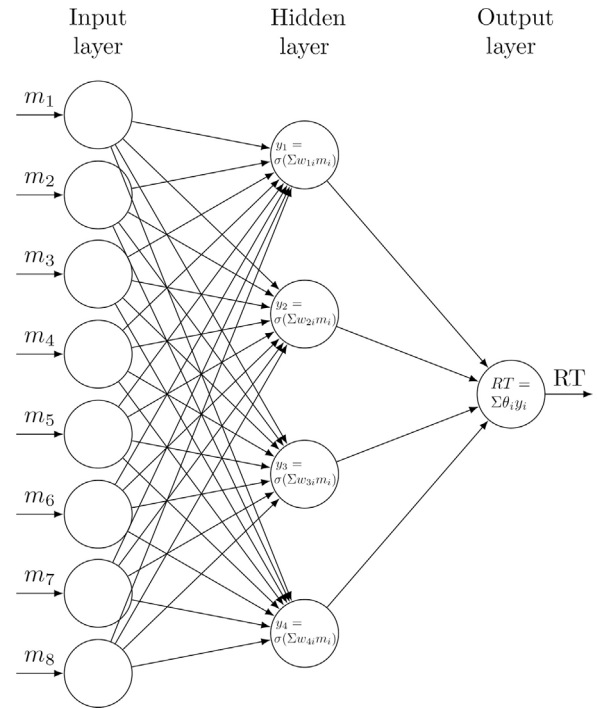 Input
layer
Hidden
layer
Output
layer
m₁
m₂
m₃
m₄
m₅
m₆
m₇
m₈
y₁ =
σ(Σw₁ᵢmᵢ)
y₂ =
σ(Σw₂ᵢmᵢ)
y₃ =
σ(Σw₃ᵢmᵢ)
y₄ =
σ(Σw₄ᵢmᵢ)
RT =
Σθᵢyᵢ
RT